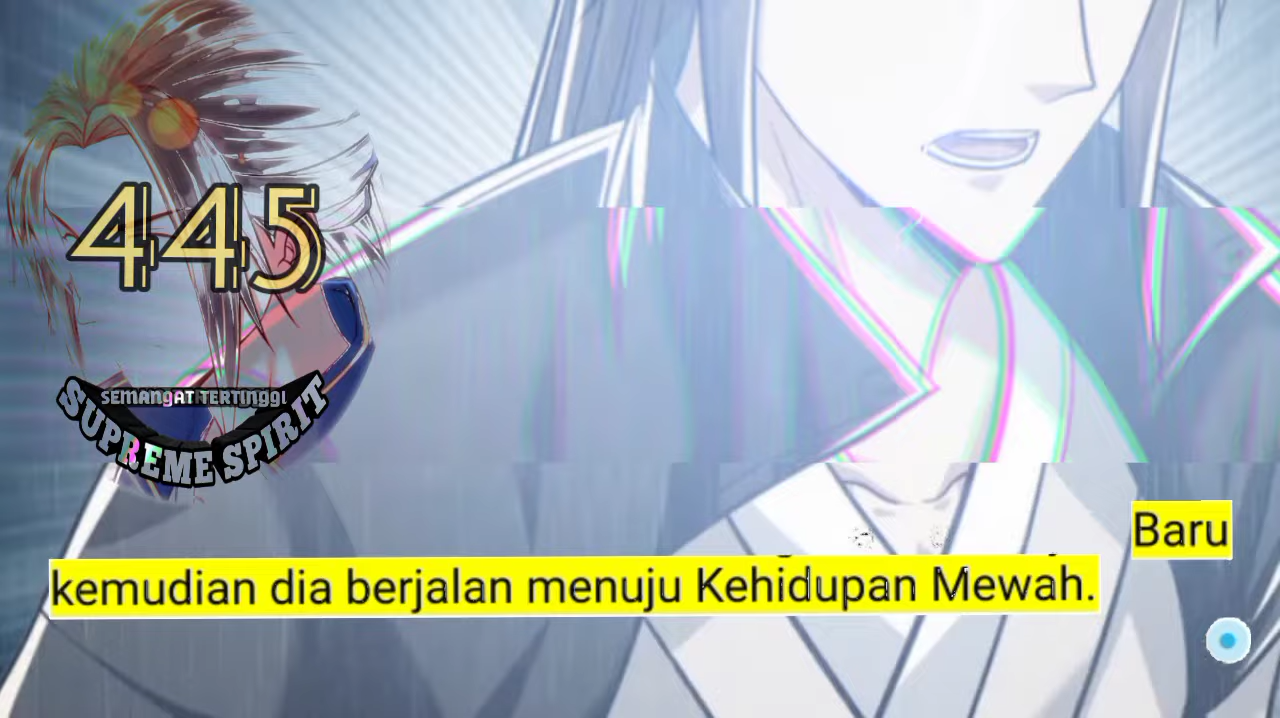 445
SEMANGAT TERTINGGI
SUPREME SPIRIT
Baru
kemudian dia berjalan menuju Kehidupan Mewah.